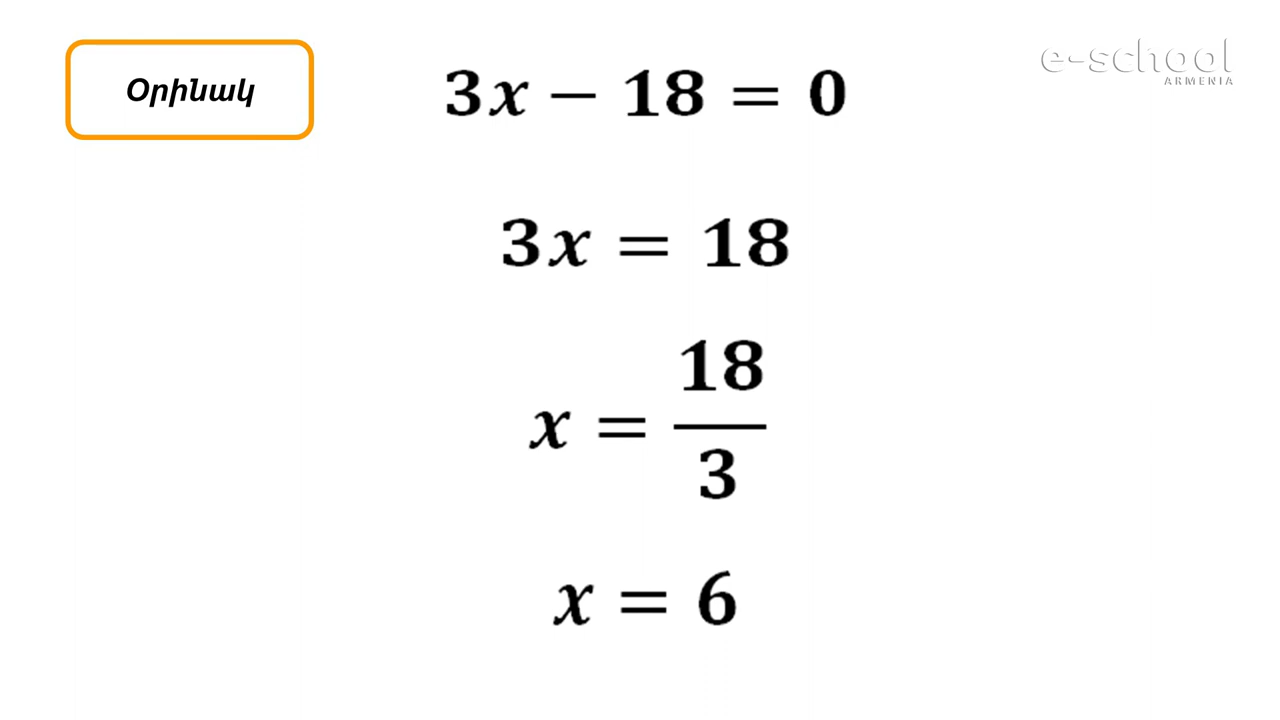 Օրինակ
3x − 18 = 0
e-school
ARMENIA
3x = 18
x = 18/3
x = 6